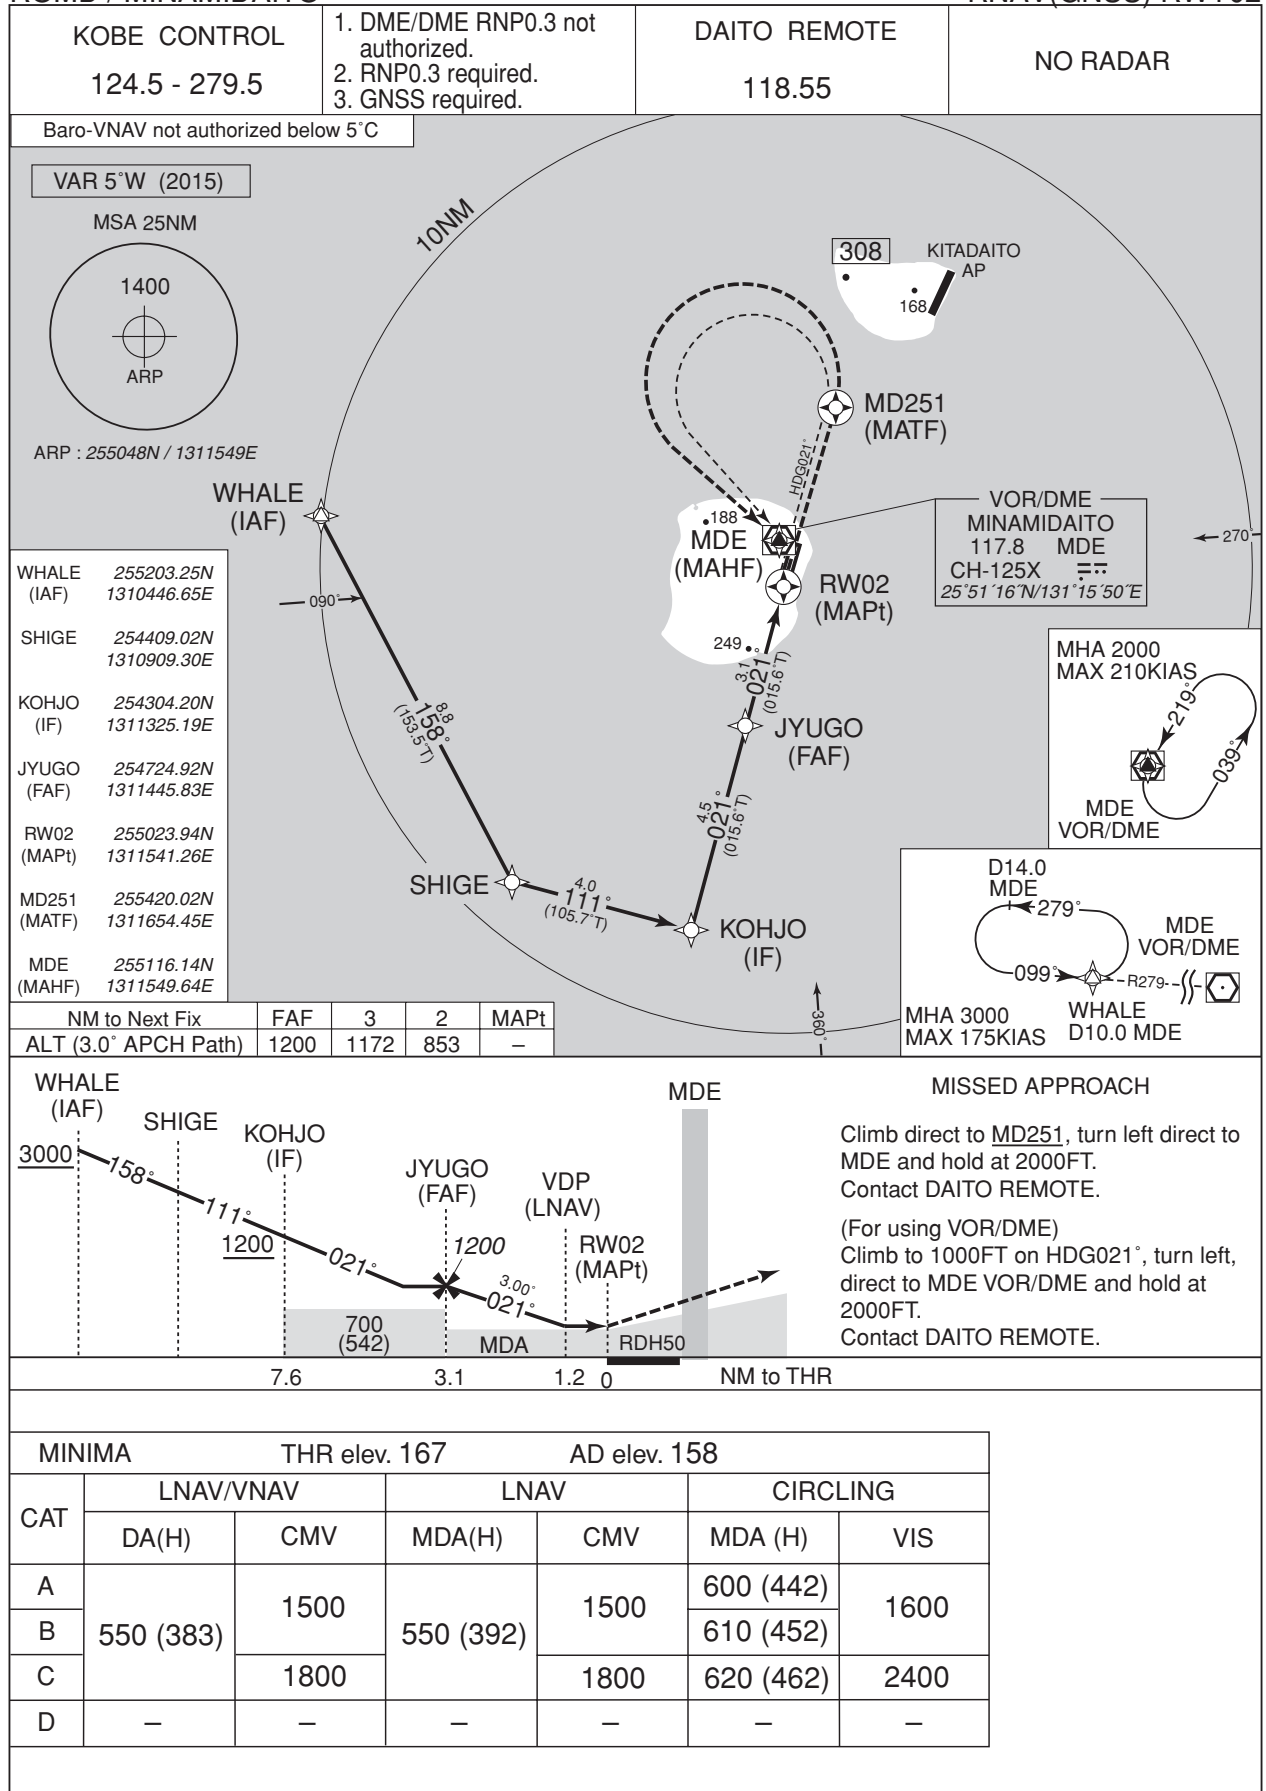 KOBE CONTROL
124.5 - 279.5
1. DME/DME RNP0.3 not
authorized.
2. RNP0.3 required.
3. GNSS required.
DAITO REMOTE
118.55
NO RADAR
Baro-VNAV not authorized below 5°C
VAR 5°W (2015)
MSA 25NM
1400
ARP
ARP : 255048N / 1311549E
10NM
308
KITADAITO
AP
168
MD251
(MATF)
HDG021°
WHALE
(IAF)
188
MDE
(MAHF)
VOR/DME
MINAMIDAITO
117.8 MDE
CH-125X
25°51´16˝N/131°15´50˝E
270°
090°
RW02
(MAPt)
249
3.1
021°
(015.6°T)
8.8
158°
(153.5°T)
JYUGO
(FAF)
4.5
021°
(015.6°T)
SHIGE
4.0
111°
(105.7°T)
KOHJO
(IF)
360°
WHALE 255203.25N
(IAF) 1310446.65E
SHIGE 254409.02N
1310909.30E
KOHJO 254304.20N
(IF) 1311325.19E
JYUGO 254724.92N
(FAF) 1311445.83E
RW02 255023.94N
(MAPt) 1311541.26E
MD251 255420.02N
(MATF) 1311654.45E
MDE 255116.14N
(MAHF) 1311549.64E
MHA 2000
MAX 210KIAS
219°
039°
MDE
VOR/DME
D14.0
MDE
279°
MDE
VOR/DME
099°
R279
MHA 3000
MAX 175KIAS
WHALE
D10.0 MDE
NM to Next Fix FAF 3 2 MAPt
ALT (3.0° APCH Path) 1200 1172 853 –
WHALE
(IAF)
3000
158°
SHIGE
111°
KOHJO
(IF)
1200
021°
JYUGO
(FAF)
1200
3.00°
021°
VDP
(LNAV)
RW02
(MAPt)
MDE
700
(542)
MDA
RDH50
7.6 3.1 1.2 0 NM to THR
MISSED APPROACH
Climb direct to MD251, turn left direct to
MDE and hold at 2000FT.
Contact DAITO REMOTE.
(For using VOR/DME)
Climb to 1000FT on HDG021°, turn left,
direct to MDE VOR/DME and hold at
2000FT.
Contact DAITO REMOTE.
MINIMA THR elev. 167 AD elev. 158
CAT LNAV/VNAV LNAV CIRCLING
DA(H) CMV MDA(H) CMV MDA (H) VIS
A 550 (383) 1500 550 (392) 1500 600 (442) 1600
B 610 (452)
C 1800 1800 620 (462) 2400
D – – – – – –